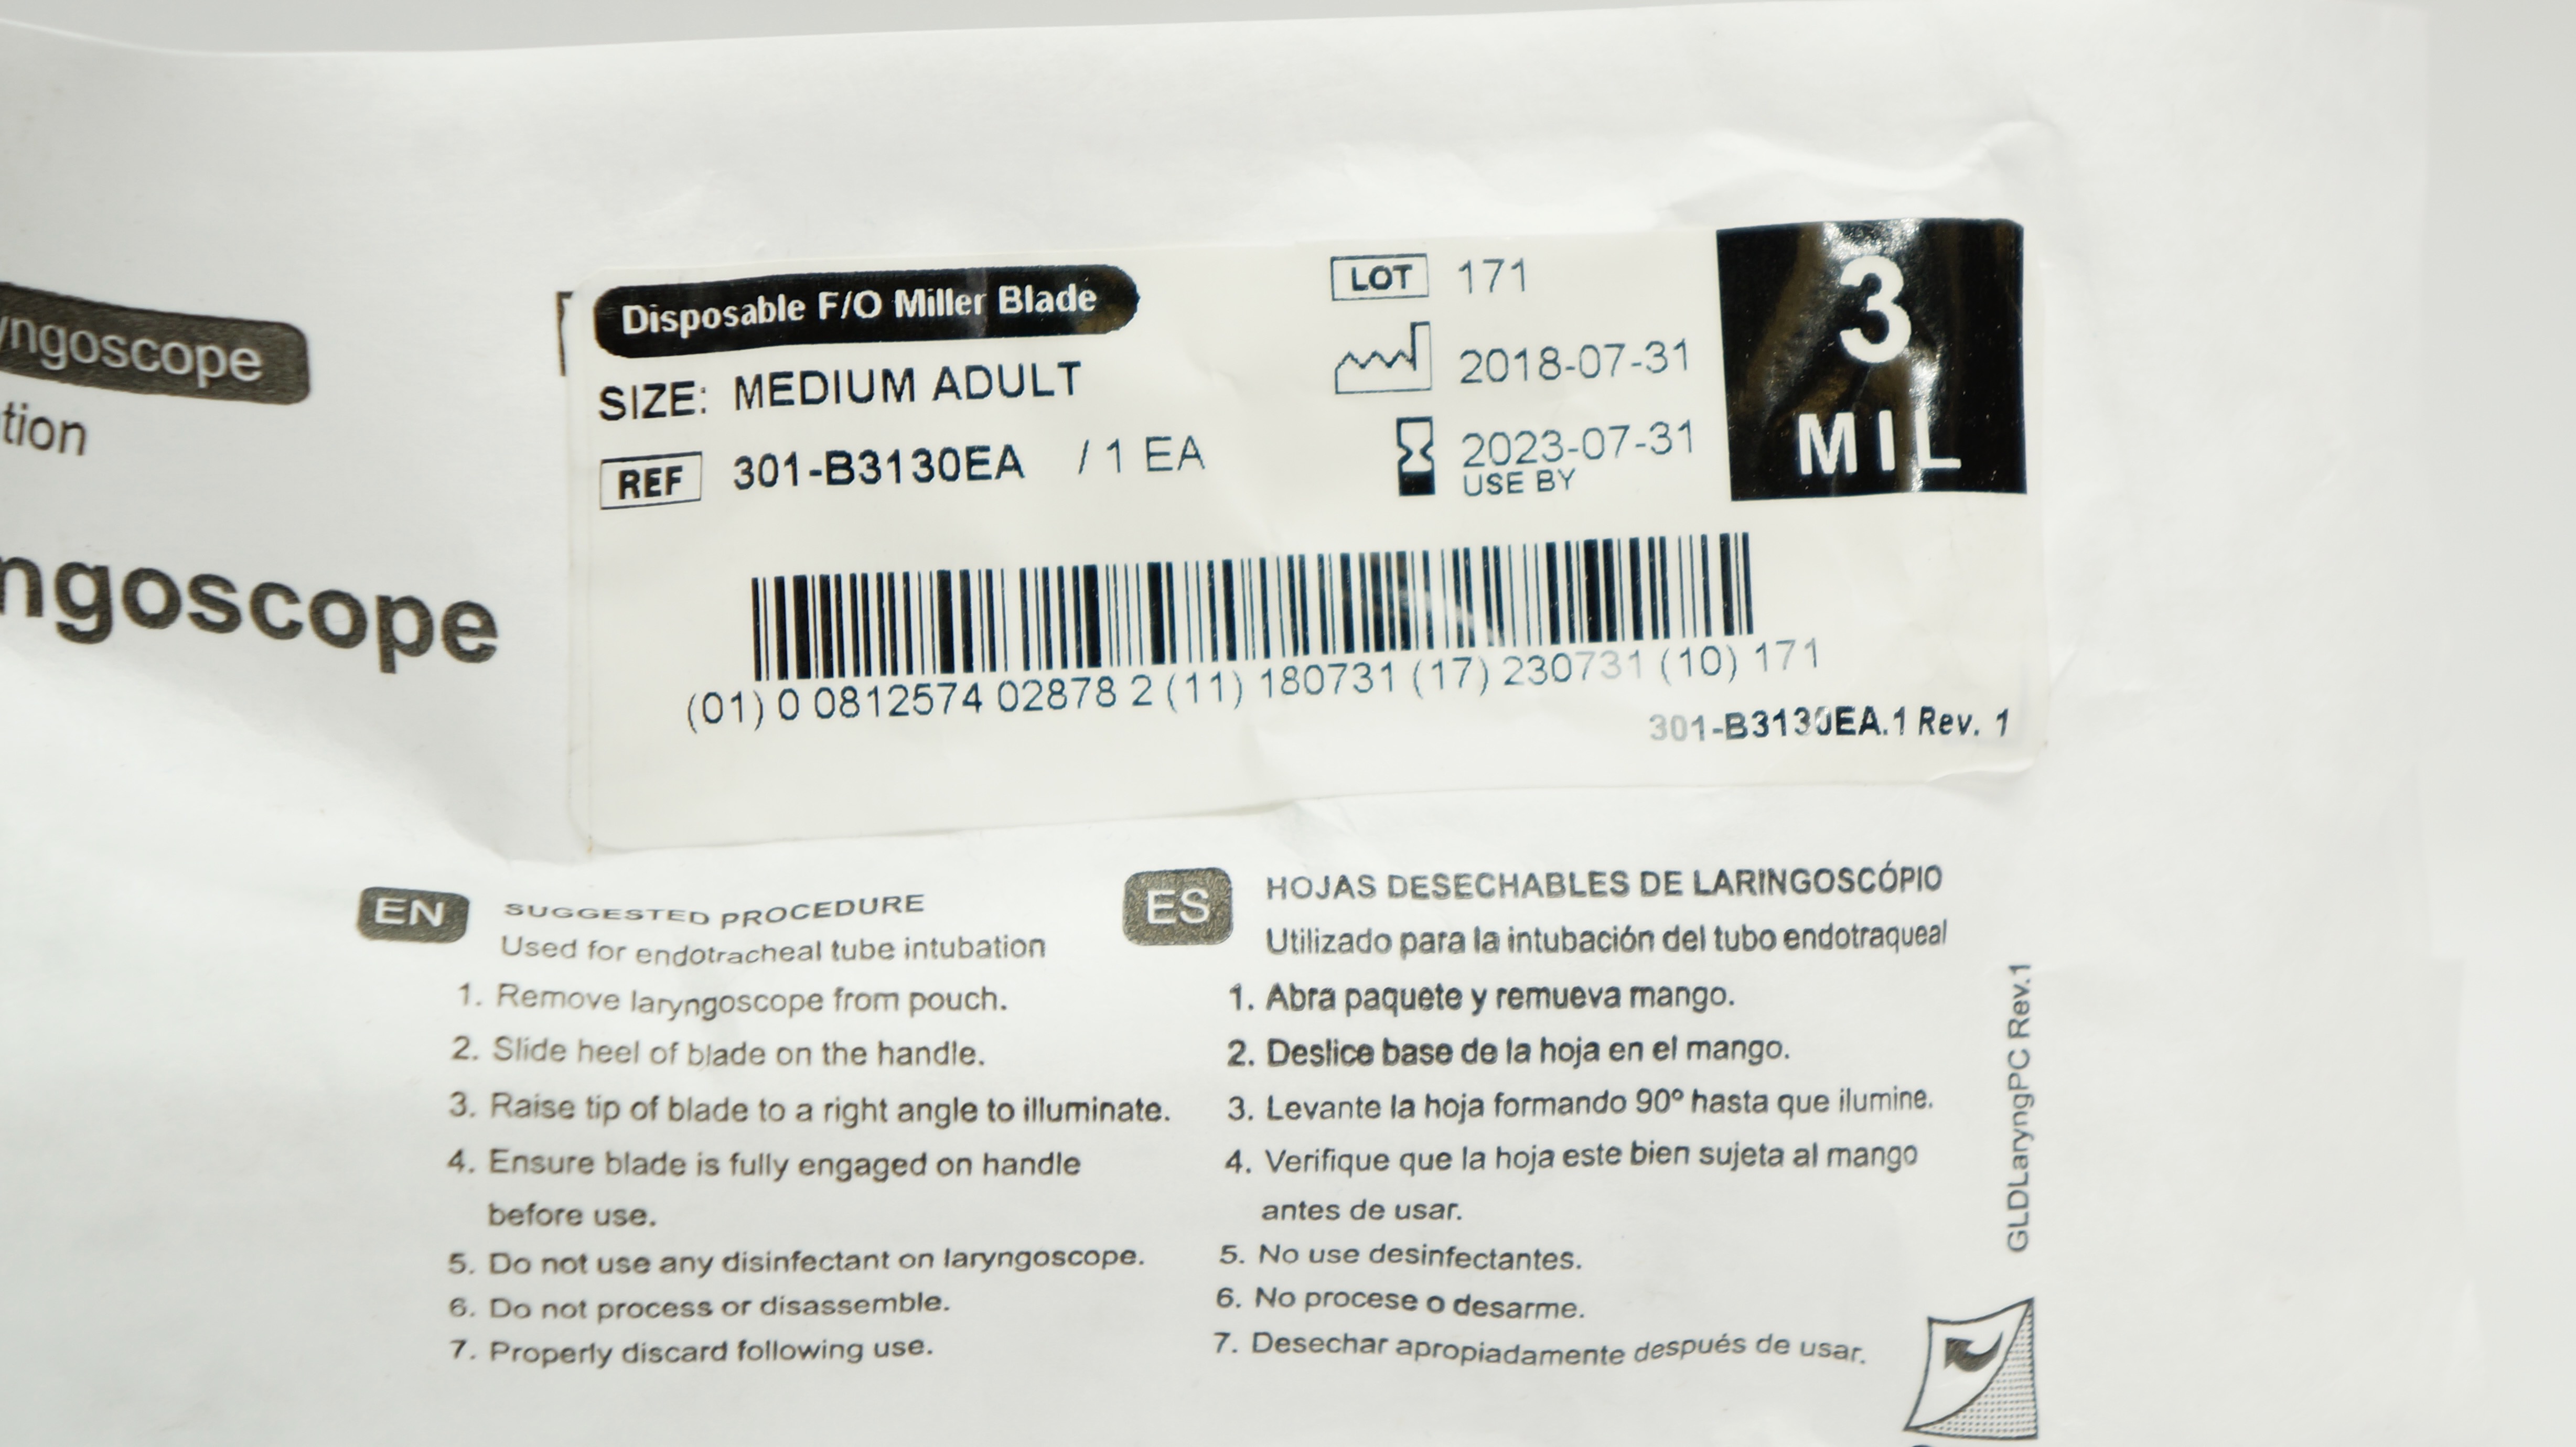 tion
ngoscope
Disposable F/O Miller Blade
SIZE: MEDIUM ADULT
REF 301-B3130EA / 1 EA
LOT 171
2018-07-31
2023-07-31
USE BY
3
MIL
(01) 0 0812574 02878 2 (11) 180731 (17) 230731 (10) 171
301-B3130EA.1 Rev. 1
EN SUGGESTED PROCEDURE
Used for endotracheal tube intubation
1. Remove laryngoscope from pouch.
2. Slide heel of blade on the handle.
3. Raise tip of blade to a right angle to illuminate.
4. Ensure blade is fully engaged on handle
before use.
5. Do not use any disinfectant on laryngoscope.
6. Do not process or disassemble.
7. Properly discard following use.
ES HOJAS DESECHABLES DE LARINGOSCÓPIO
Utilizado para la intubación del tubo endotraqueal
1. Abra paquete y remueva mango.
2. Deslice base de la hoja en el mango.
3. Levante la hoja formando 90º hasta que ilumine.
4. Verifique que la hoja este bien sujeta al mango
antes de usar.
5. No use desinfectantes.
6. No procese o desarme.
7. Desechar apropiadamente después de usar.
GLDLaryngPC Rev.1